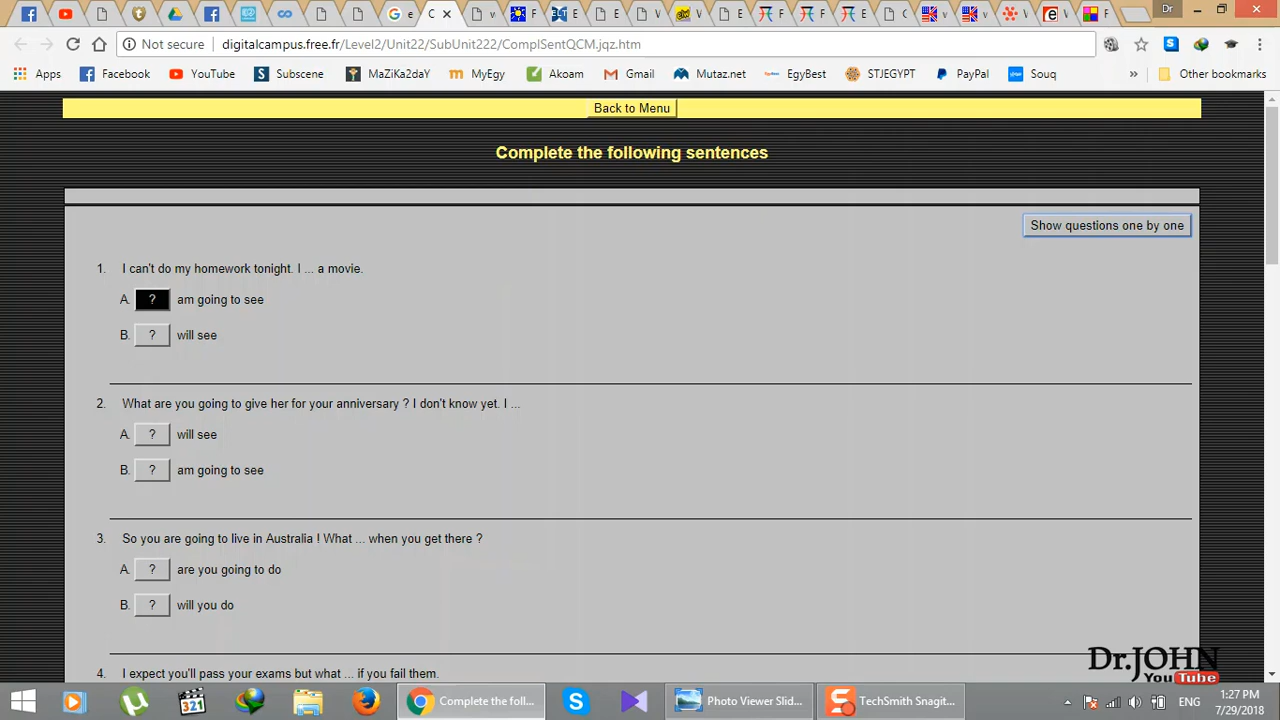 Dr
Not secure digitalcampus.free.fr/Level2/Unit22/SubUnit222/ComplSentQCM.jqz.htm
Apps Facebook YouTube Subscene MaZiKa2daY MyEgy Akoam Gmail Mutaz.net EgyBest STJEGYPT PayPal Souq » Other bookmarks
Back to Menu
Complete the following sentences
Show questions one by one
1. I can't do my homework tonight. I ... a movie.
A. ? am going to see
B. ? will see
2. What are you going to give her for your anniversary ? I don't know yet. I ...
A. ? will see
B. ? am going to see
3. So you are going to live in Australia ! What ... when you get there ?
A. ? are you going to do
B. ? will you do
4. I expect you'll pass your exams but what ... if you fail them.
Dr.JOHN
YouTube
Complete the foll... Photo Viewer Slid... TechSmith Snagit... ENG 1:27 PM
7/29/2018